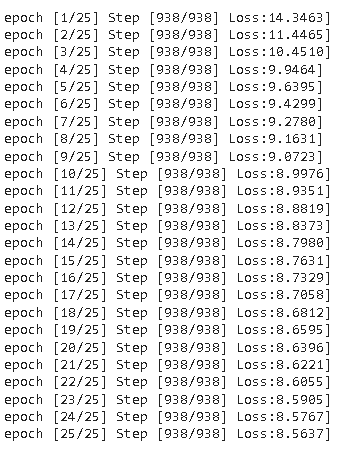 epoch [1/25] Step [938/938] Loss:14.3463]
epoch [2/25] Step [938/938] Loss:11.4465]
epoch [3/25] Step [938/938] Loss:10.4510]
epoch [4/25] Step [938/938] Loss:9.9464]
epoch [5/25] Step [938/938] Loss:9.6395]
epoch [6/25] Step [938/938] Loss:9.4299]
epoch [7/25] Step [938/938] Loss:9.2780]
epoch [8/25] Step [938/938] Loss:9.1631]
epoch [9/25] Step [938/938] Loss:9.0723]
epoch [10/25] Step [938/938] Loss:8.9976]
epoch [11/25] Step [938/938] Loss:8.9351]
epoch [12/25] Step [938/938] Loss:8.8819]
epoch [13/25] Step [938/938] Loss:8.8373]
epoch [14/25] Step [938/938] Loss:8.7980]
epoch [15/25] Step [938/938] Loss:8.7631]
epoch [16/25] Step [938/938] Loss:8.7329]
epoch [17/25] Step [938/938] Loss:8.7058]
epoch [18/25] Step [938/938] Loss:8.6812]
epoch [19/25] Step [938/938] Loss:8.6595]
epoch [20/25] Step [938/938] Loss:8.6396]
epoch [21/25] Step [938/938] Loss:8.6221]
epoch [22/25] Step [938/938] Loss:8.6055]
epoch [23/25] Step [938/938] Loss:8.5905]
epoch [24/25] Step [938/938] Loss:8.5767]
epoch [25/25] Step [938/938] Loss:8.5637]